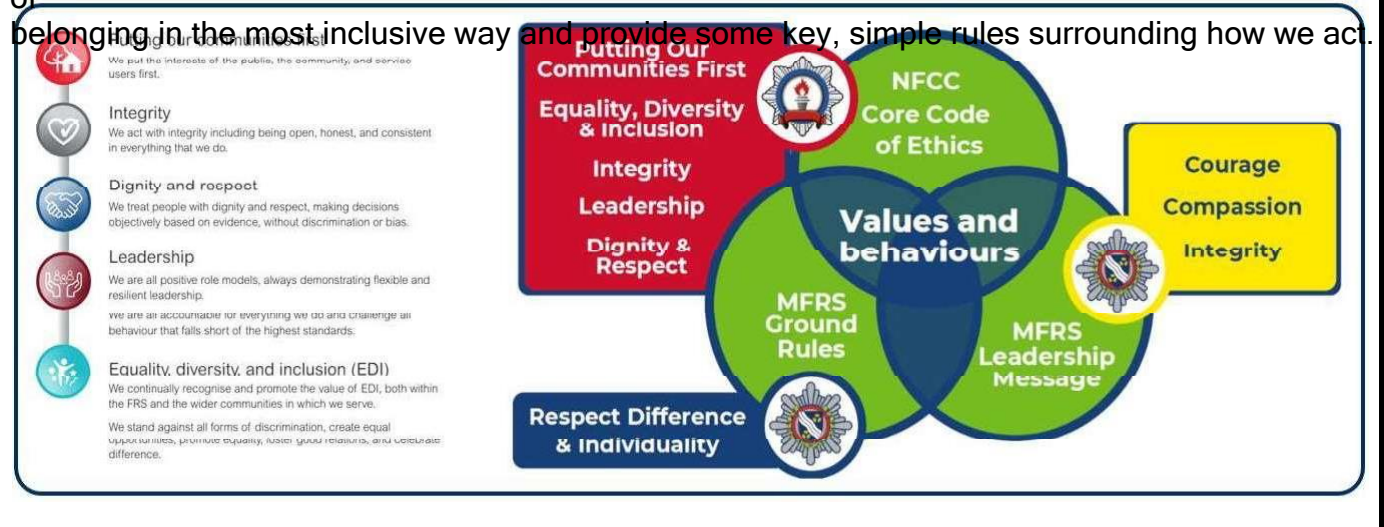 or
belonging in the most inclusive way and provide some key, simple rules surrounding how we act.
Putting our communities first
We put the interests of the public, the community, and service
users first.
Integrity
We act with integrity including being open, honest, and consistent
in everything that we do.
Dignity and respect
We treat people with dignity and respect, making decisions
objectively based on evidence, without discrimination or bias.
Leadership
We are all positive role models, always demonstrating flexible and
resilient leadership.
We are all accountable for everything we do and challenge all
behaviour that falls short of the highest standards.
Equality, diversity, and inclusion (EDI)
We continually recognise and promote the value of EDI, both within
the FRS and the wider communities in which we serve.
We stand against all forms of discrimination, create equal
opportunities, promote equality, foster good relations, and celebrate
difference.
Putting Our
Communities First
Equality, Diversity
& Inclusion
Integrity
Leadership
Dignity &
Respect
NFCC
Core Code
of Ethics
Values and
behaviours
MFRS
Ground
Rules
MFRS
Leadership
Message
Courage
Compassion
Integrity
Respect Difference
& Individuality